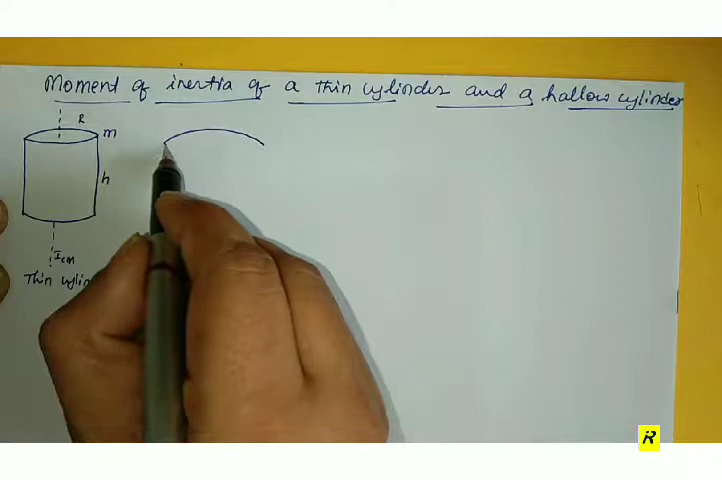 Moment of inertia of a thin cylinder and a hallow cylinder
R
m
h
Icm
Thin
R